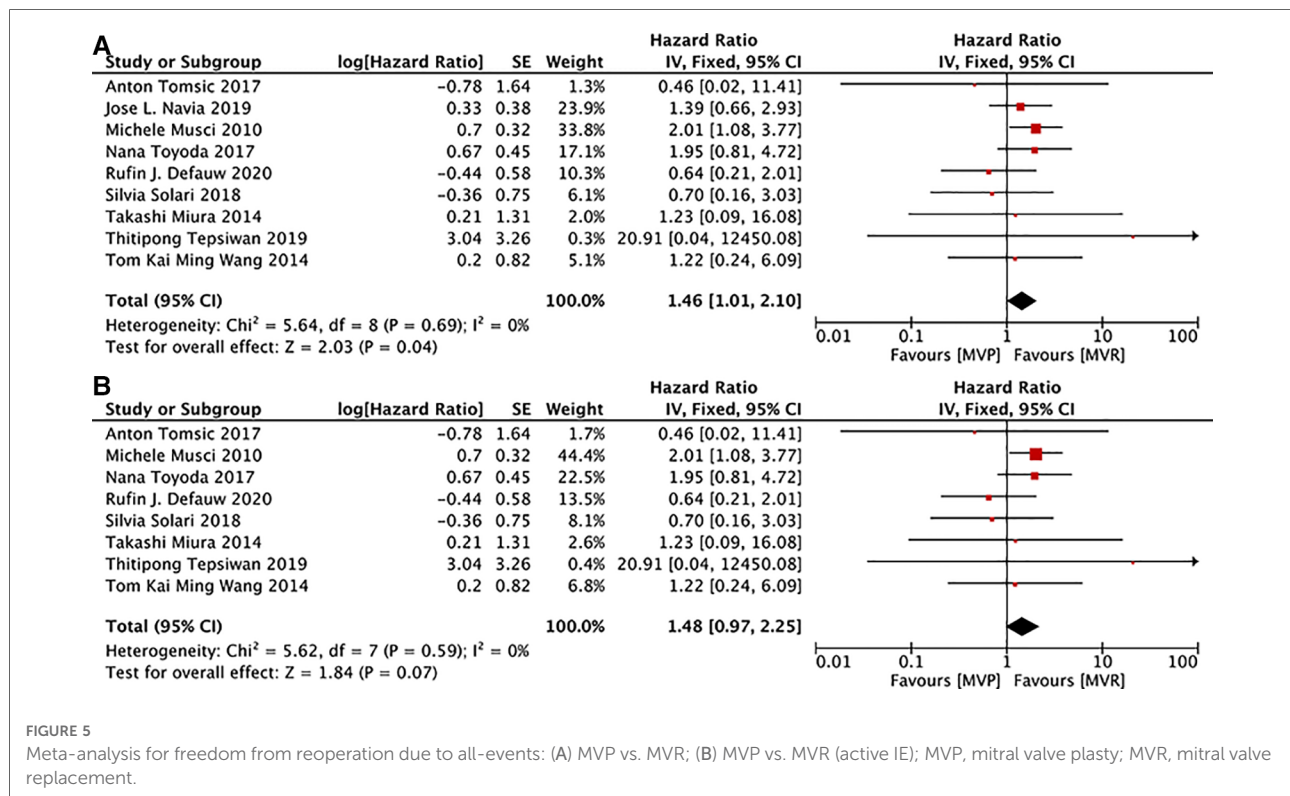 A
Hazard Ratio Hazard Ratio
Study or Subgroup log[Hazard Ratio] SE Weight IV, Fixed, 95% CI IV, Fixed, 95% CI
Anton Tomsic 2017 −0.78 1.64 1.3% 0.46 [0.02, 11.41]
Jose L. Navia 2019 0.33 0.38 23.9% 1.39 [0.66, 2.93]
Michele Musci 2010 0.7 0.32 33.8% 2.01 [1.08, 3.77]
Nana Toyoda 2017 0.67 0.45 17.1% 1.95 [0.81, 4.72]
Rufin J. Defauw 2020 −0.44 0.58 10.3% 0.64 [0.21, 2.01]
Silvia Solari 2018 −0.36 0.75 6.1% 0.70 [0.16, 3.03]
Takashi Miura 2014 0.21 1.31 2.0% 1.23 [0.09, 16.08]
Thitipong Tepsiwan 2019 3.04 3.26 0.3% 20.91 [0.04, 12450.08]
Tom Kai Ming Wang 2014 0.2 0.82 5.1% 1.22 [0.24, 6.09]
Total (95% CI) 100.0% 1.46 [1.01, 2.10]
Heterogeneity: Chi² = 5.64, df = 8 (P = 0.69); I² = 0%
Test for overall effect: Z = 2.03 (P = 0.04)
0.01 0.1 1 10 100
Favours [MVP] Favours [MVR]
B
Hazard Ratio Hazard Ratio
Study or Subgroup log[Hazard Ratio] SE Weight IV, Fixed, 95% CI IV, Fixed, 95% CI
Anton Tomsic 2017 −0.78 1.64 1.7% 0.46 [0.02, 11.41]
Michele Musci 2010 0.7 0.32 44.4% 2.01 [1.08, 3.77]
Nana Toyoda 2017 0.67 0.45 22.5% 1.95 [0.81, 4.72]
Rufin J. Defauw 2020 −0.44 0.58 13.5% 0.64 [0.21, 2.01]
Silvia Solari 2018 −0.36 0.75 8.1% 0.70 [0.16, 3.03]
Takashi Miura 2014 0.21 1.31 2.6% 1.23 [0.09, 16.08]
Thitipong Tepsiwan 2019 3.04 3.26 0.4% 20.91 [0.04, 12450.08]
Tom Kai Ming Wang 2014 0.2 0.82 6.8% 1.22 [0.24, 6.09]
Total (95% CI) 100.0% 1.48 [0.97, 2.25]
Heterogeneity: Chi² = 5.62, df = 7 (P = 0.59); I² = 0%
Test for overall effect: Z = 1.84 (P = 0.07)
0.01 0.1 1 10 100
Favours [MVP] Favours [MVR]
FIGURE 5
Meta-analysis for freedom from reoperation due to all-events: (A) MVP vs. MVR; (B) MVP vs. MVR (active IE); MVP, mitral valve plasty; MVR, mitral valve
replacement.